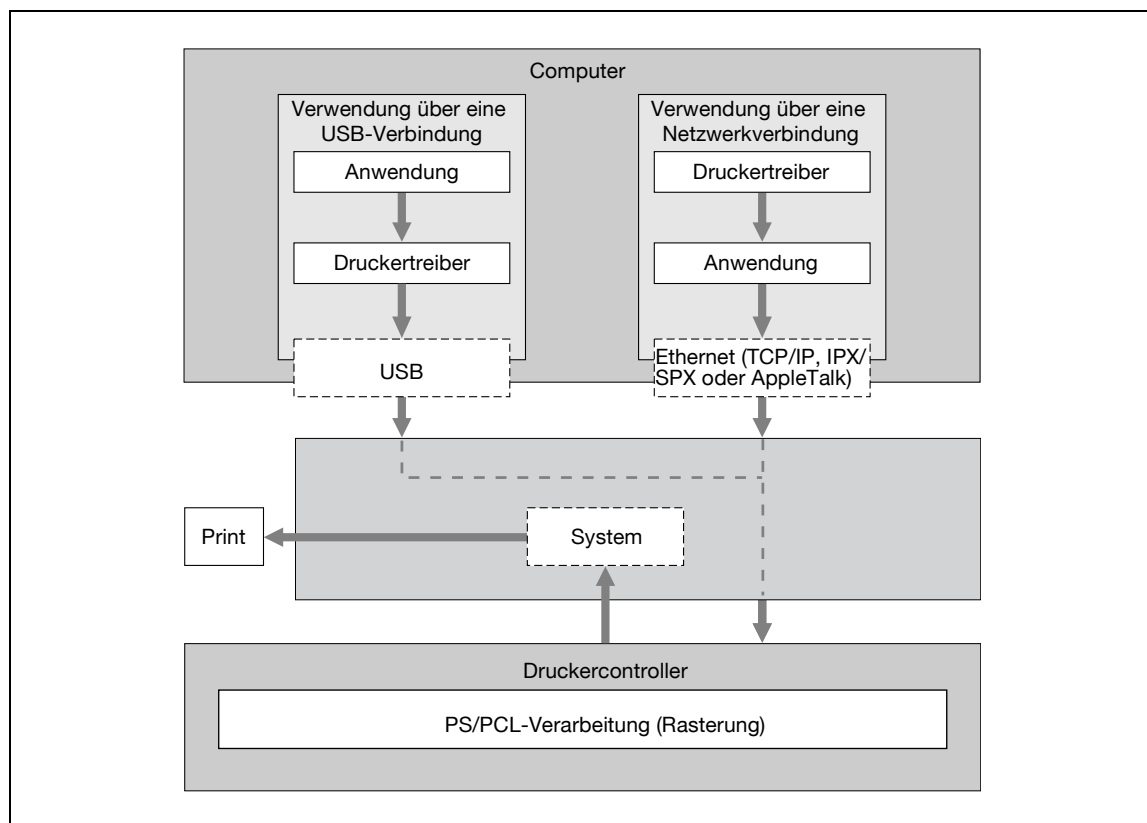 Computer
Verwendung über eine
USB-Verbindung
Anwendung
Druckertreiber
USB
Verwendung über eine
Netzwerkverbindung
Druckertreiber
Anwendung
Ethernet (TCP/IP, IPX/
SPX oder AppleTalk)
Print
System
Druckercontroller
PS/PCL-Verarbeitung (Rasterung)